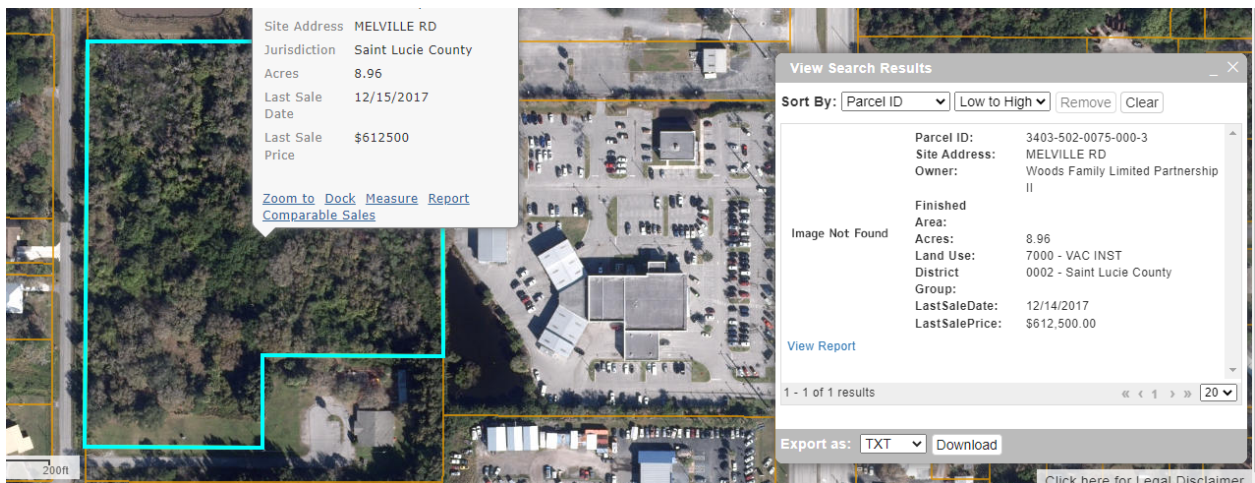 Site Address MELVILLE RD
Jurisdiction Saint Lucie County
Acres 8.96
Last Sale Date 12/15/2017
Last Sale Price $612500
Zoom to Dock Measure Report
Comparable Sales
200ft
View Search Results
Sort By: Parcel ID Low to High Remove Clear
Parcel ID: 3403-502-0075-000-3
Site Address: MELVILLE RD
Owner: Woods Family Limited Partnership
II
Finished
Area:
Image Not Found
Acres: 8.96
Land Use: 7000 - VAC INST
District 0002 - Saint Lucie County
Group:
LastSaleDate: 12/14/2017
LastSalePrice: $612,500.00
View Report
1 - 1 of 1 results « ‹ 1 › » 20
Export as: TXT Download
Click here for Legal Disclaimer